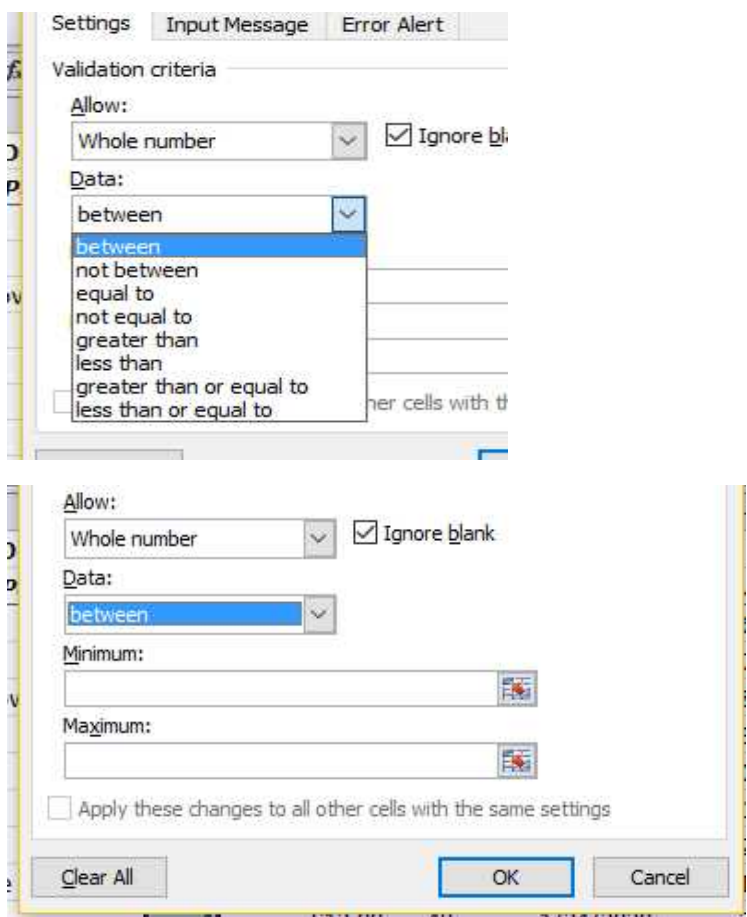 Settings Input Message Error Alert
Validation criteria
Allow:
Whole number Ignore
Data:
between
between
not between
equal to
not equal to
greater than
less than
greater than or equal to
less than or equal to
cells with
Allow:
Whole number Ignore blank
Data:
between
Minimum:
Maximum:
Apply these changes to all other cells with the same settings
Clear All OK Cancel